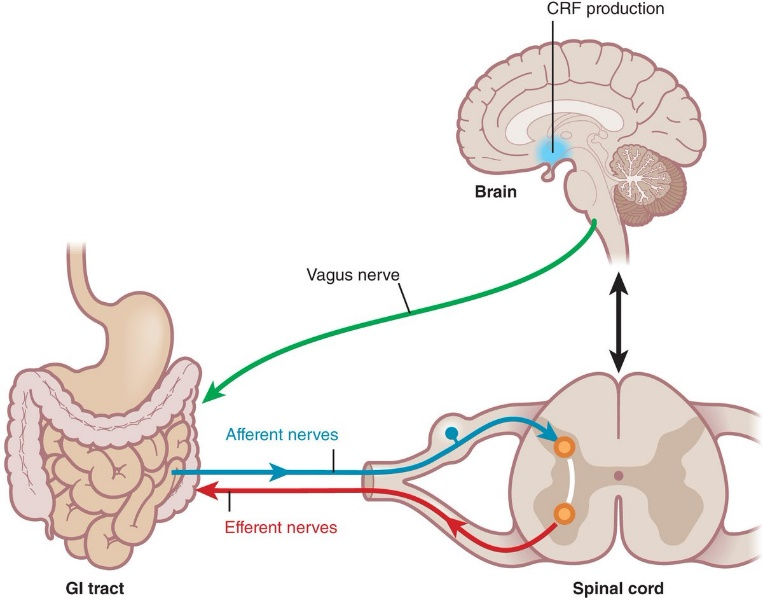 CRF production
Brain
Vagus nerve
Afferent nerves
Efferent nerves
GI tract
Spinal cord